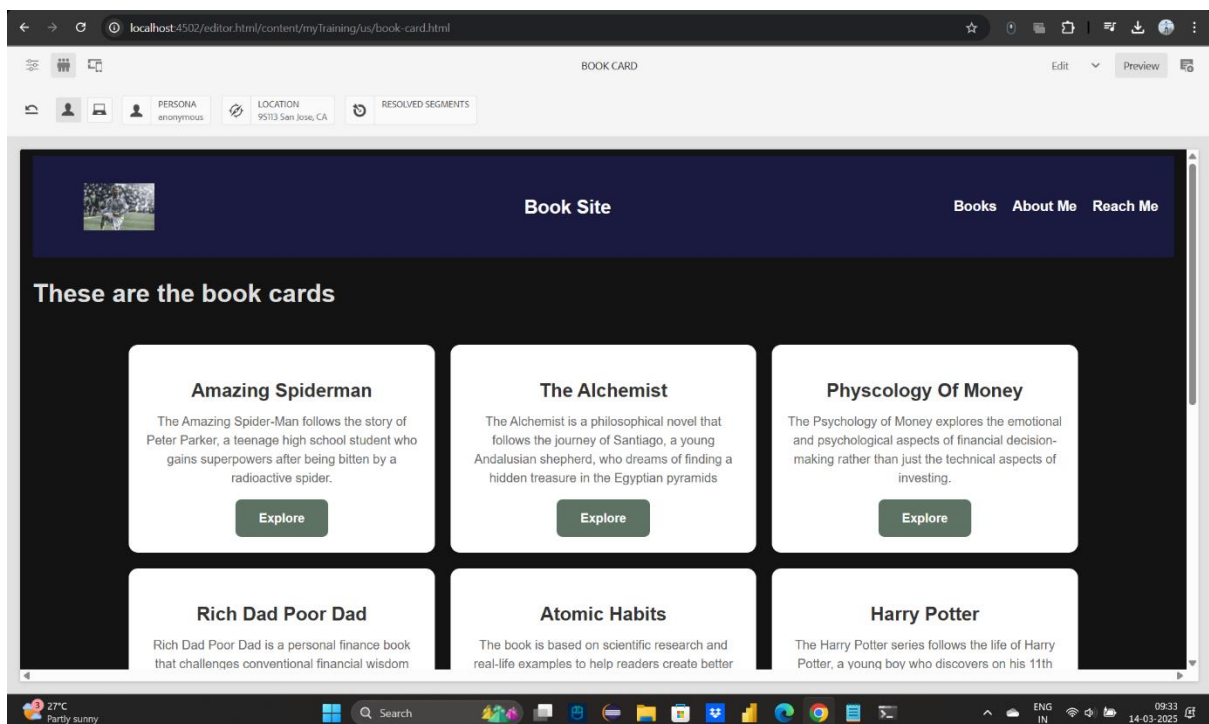 localhost:4502/editor.html/content/myTraining/us/book-card.html
BOOK CARD
Edit
Preview
PERSONA
anonymous
LOCATION
95113 San Jose, CA
RESOLVED SEGMENTS
Book Site
Books About Me Reach Me
These are the book cards
Amazing Spiderman
The Amazing Spider-Man follows the story of
Peter Parker, a teenage high school student who
gains superpowers after being bitten by a
radioactive spider.
Explore
The Alchemist
The Alchemist is a philosophical novel that
follows the journey of Santiago, a young
Andalusian shepherd, who dreams of finding a
hidden treasure in the Egyptian pyramids
Explore
Physcology Of Money
The Psychology of Money explores the emotional
and psychological aspects of financial decision-
making rather than just the technical aspects of
investing.
Explore
Rich Dad Poor Dad
Rich Dad Poor Dad is a personal finance book
that challenges conventional financial wisdom
Atomic Habits
The book is based on scientific research and
real-life examples to help readers create better
Harry Potter
The Harry Potter series follows the life of Harry
Potter, a young boy who discovers on his 11th
3
27°C
Partly sunny
Search
ENG
IN
09:33
14-03-2025